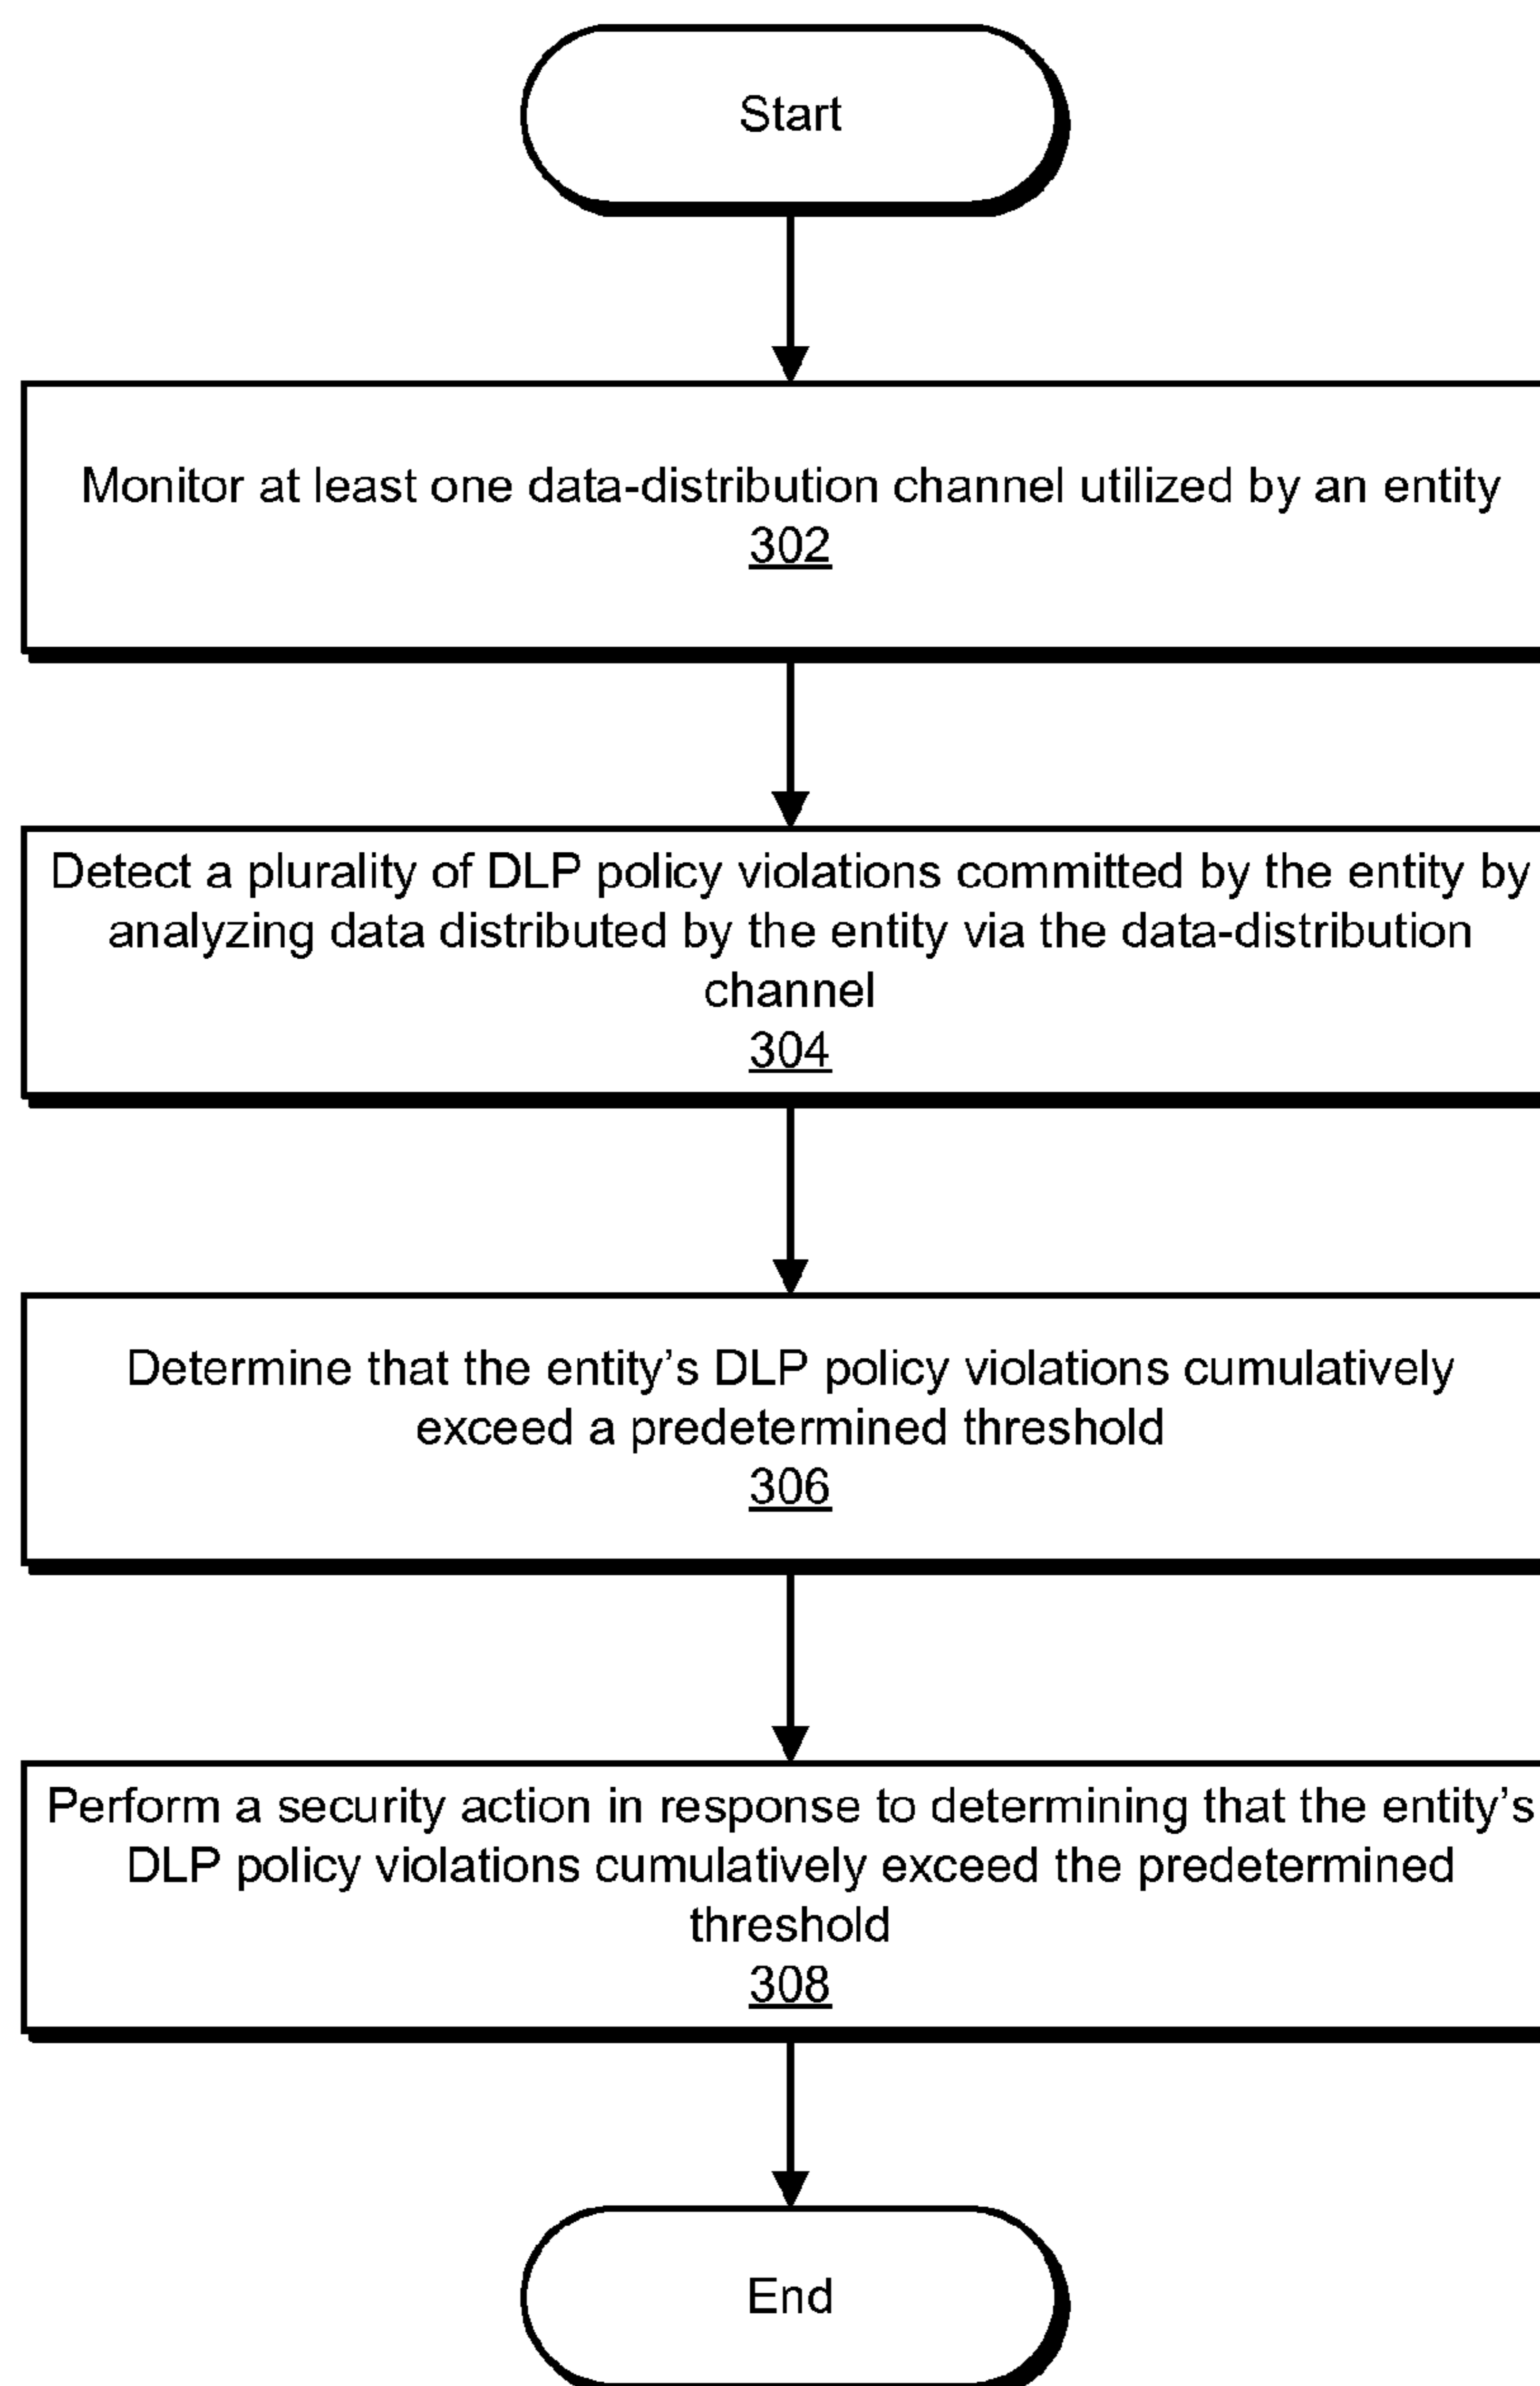 Start
Monitor at least one data-distribution channel utilized by an entity
302
Detect a plurality of DLP policy violations committed by the entity by
analyzing data distributed by the entity via the data-distribution
channel
304
Determine that the entity’s DLP policy violations cumulatively
exceed a predetermined threshold
306
Perform a security action in response to determining that the entity’s
DLP policy violations cumulatively exceed the predetermined
threshold
308
End